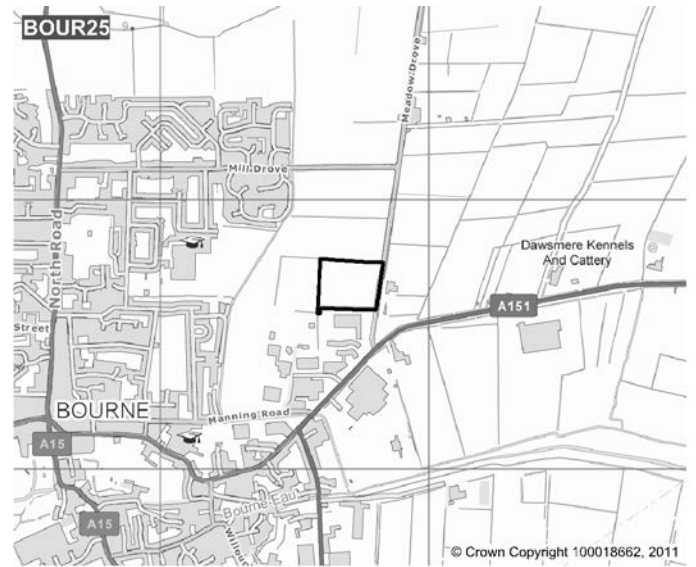 BOUR25
Meadow Drove
Mill Drove
North Road
Dawsmere Kennels
And Cattery
A151
Street
BOURNE
Manning Road
A15
Bourne Eau
A15
© Crown Copyright 100018662, 2011